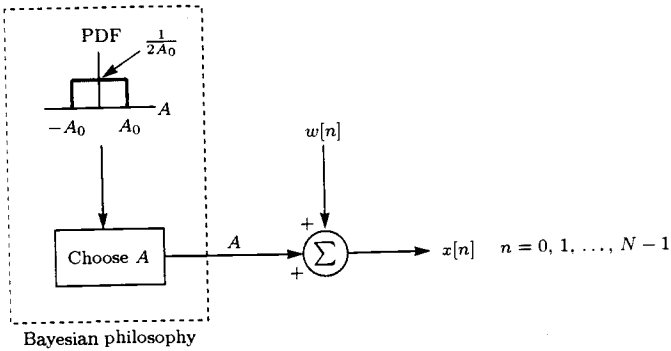 PDF
1/2A₀
A
−A₀ A₀
w[n]
+
Choose A
A
Σ
x[n] n = 0, 1, …, N − 1
+
Bayesian philosophy